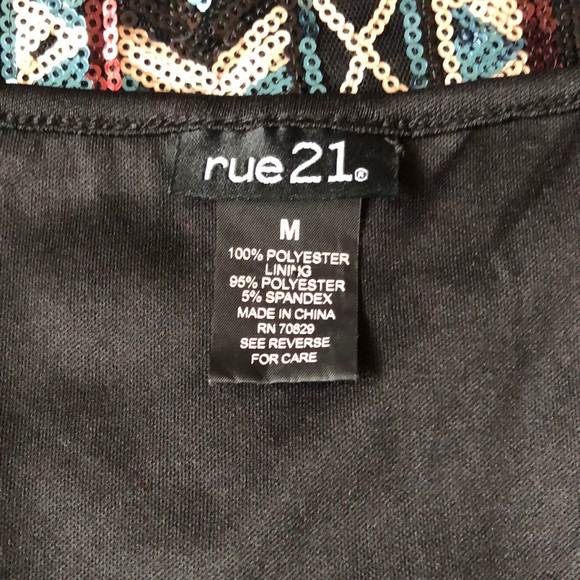 rue21®
M
100% POLYESTER
LINING
95% POLYESTER
5% SPANDEX
MADE IN CHINA
RN 70829
SEE REVERSE
FOR CARE